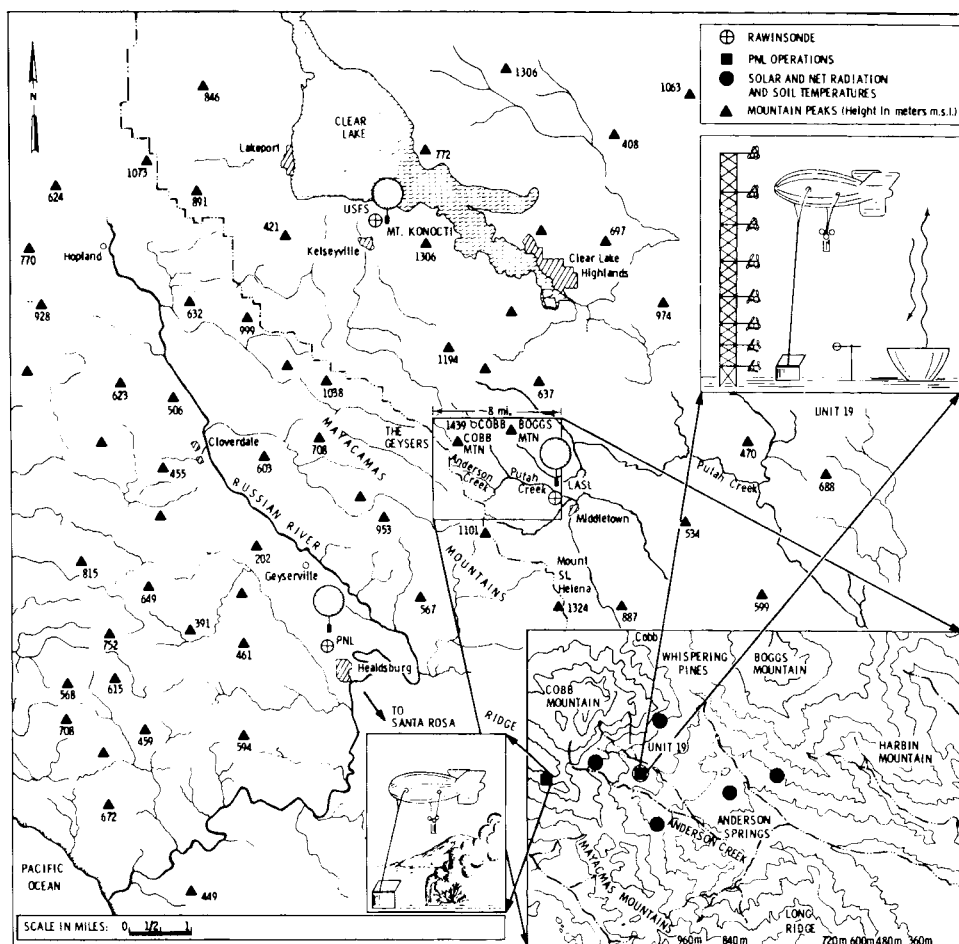 RAWINSONDE
PNL OPERATIONS
SOLAR AND NET RADIATION
AND SOIL TEMPERATURES
MOUNTAIN PEAKS (Height in meters m.s.l.)
N
846
1306
1063
CLEAR
LAKE
Lakeport
772
408
1073
624
891
USFS
421
MT. KONOCTI
697
Kelseyville
1306
770
Hopland
Clear Lake
Highlands
928
632
974
999
1194
623
1038
637
506
8 mi.
UNIT 19
MAYACAMAS
THE
GEYSERS
1439
COBB
MTN
COBB
BOGGS
MTN
Cloverdale
708
470
603
455
Anderson
Creek
Putah
Creek
LASL
Putah Creek
688
RUSSIAN RIVER
953
Middletown
534
1101
MOUNTAINS
202
815
Geyserville
Mount
St.
Helena
649
567
1324
887
599
391
752
PNL
461
Cobb
568
615
Healdsburg
WHISPERING
PINES
BOGGS
MOUNTAIN
COBB
MOUNTAIN
TO
SANTA ROSA
708
459
594
RIDGE
UNIT 19
HARBIN
MOUNTAIN
672
ANDERSON
SPRINGS
ANDERSON CREEK
PACIFIC
OCEAN
MAYACMAS MOUNTAINS
449
LONG
RIDGE
SCALE IN MILES: 0 1/2 1
960m 840m 720m 600m 480m 360m